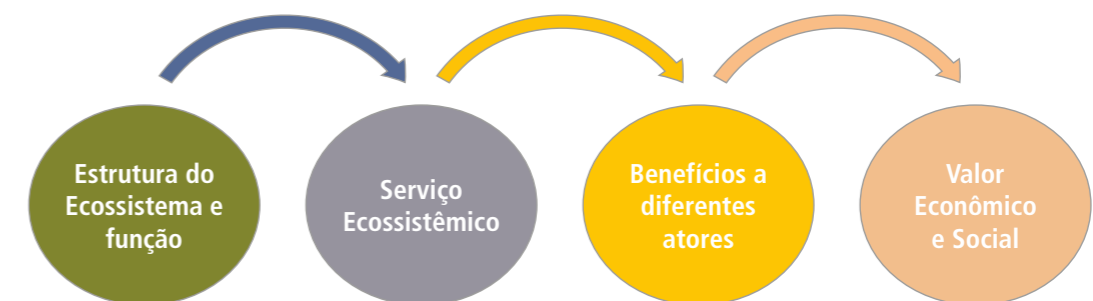 Estrutura do
Ecossistema e
função
Serviço
Ecossistêmico
Benefícios a
diferentes
atores
Valor
Econômico
e Social